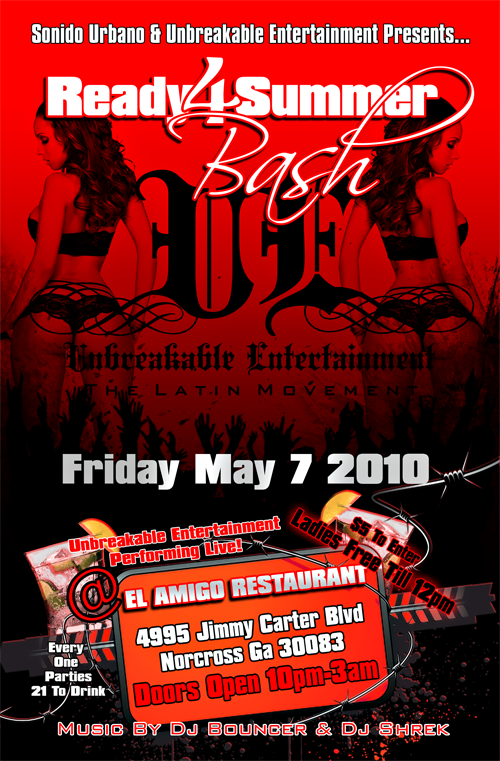 Sonido Urbano & Unbreakable Entertainment Presents...
Ready 4 Summer
Bash
UE
Unbreakable Entertainment
The Latin Movement
Friday May 7 2010
Unbreakable Entertainment
Performing Live!
$5 To Enter
Ladies Free Till 12pm
@ EL AMIGO RESTAURANT
4995 Jimmy Carter Blvd
Norcross Ga 30083
Doors Open 10pm-3am
Every-
One
Parties
21 To Drink
Music By Dj Bouncer & Dj Shrek